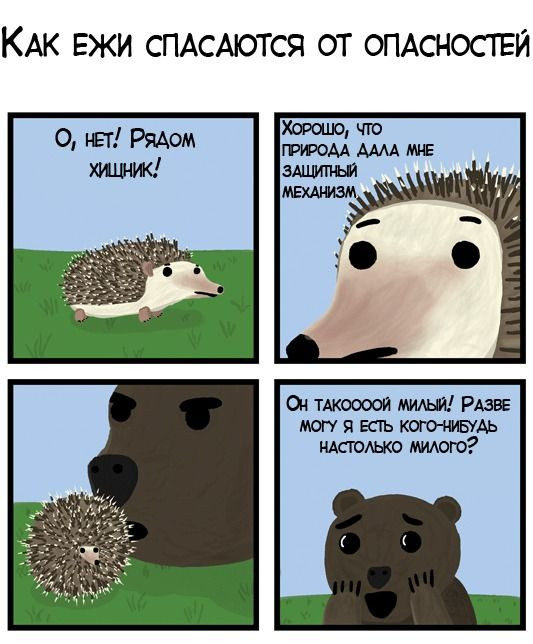 Как ежи спасаются от опасностей
О, нет! Рядом
хищник!
Хорошо, что
природа дала мне
защитный
механизм
Он такоооой милый! Разве
могу я есть кого-нибудь
настолько милого?